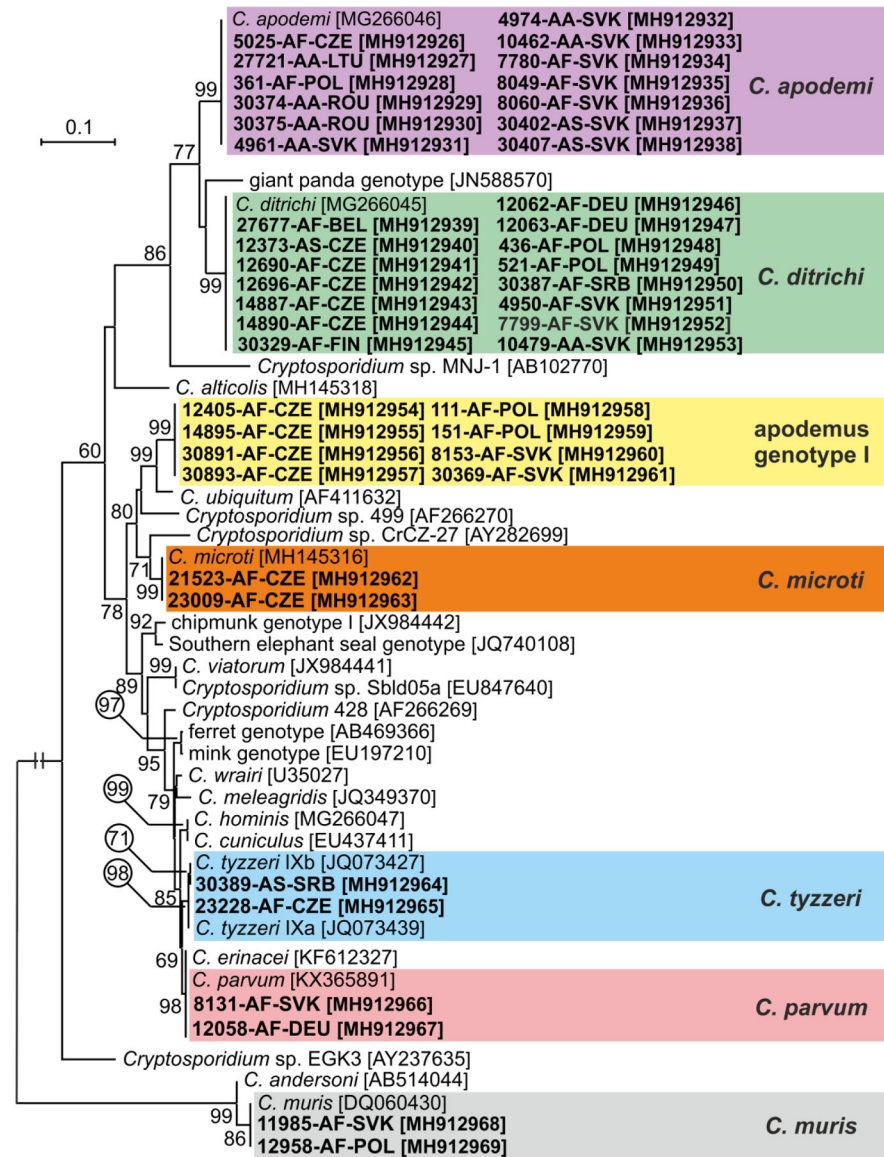 C. apodemi [MG266046] 4974-AA-SVK [MH912932]
5025-AF-CZE [MH912926] 10462-AA-SVK [MH912933]
27721-AA-LTU [MH912927] 7780-AF-SVK [MH912934]
361-AF-POL [MH912928] 8049-AF-SVK [MH912935]
30374-AA-ROU [MH912929] 8060-AF-SVK [MH912936]
30375-AA-ROU [MH912930] 30402-AS-SVK [MH912937]
4961-AA-SVK [MH912931] 30407-AS-SVK [MH912938]
C. apodemi
99
0.1
77
giant panda genotype [JN588570]
C. ditrichi [MG266045] 12062-AF-DEU [MH912946]
27677-AF-BEL [MH912939] 12063-AF-DEU [MH912947]
12373-AS-CZE [MH912940] 436-AF-POL [MH912948]
12690-AF-CZE [MH912941] 521-AF-POL [MH912949]
12696-AF-CZE [MH912942] 30387-AF-SRB [MH912950]
14887-AF-CZE [MH912943] 4950-AF-SVK [MH912951]
14890-AF-CZE [MH912944] 7799-AF-SVK [MH912952]
30329-AF-FIN [MH912945] 10479-AA-SVK [MH912953]
C. ditrichi
86
99
Cryptosporidium sp. MNJ-1 [AB102770]
C. alticolis [MH145318]
12405-AF-CZE [MH912954] 111-AF-POL [MH912958]
14895-AF-CZE [MH912955] 151-AF-POL [MH912959]
30891-AF-CZE [MH912956] 8153-AF-SVK [MH912960]
30893-AF-CZE [MH912957] 30369-AF-SVK [MH912961]
apodemus
genotype I
99
60
99
C. ubiquitum [AF411632]
Cryptosporidium sp. 499 [AF266270]
80
Cryptosporidium sp. CrCZ-27 [AY282699]
C. microti [MH145316]
21523-AF-CZE [MH912962]
23009-AF-CZE [MH912963]
C. microti
71
99
78
92
chipmunk genotype I [JX984442]
Southern elephant seal genotype [JQ740108]
89
99
C. viatorum [JX984441]
Cryptosporidium sp. Sbld05a [EU847640]
97
Cryptosporidium 428 [AF266269]
ferret genotype [AB469366]
mink genotype [EU197210]
95
C. wrairi [U35027]
99
79
C. meleagridis [JQ349370]
C. hominis [MG266047]
71
C. cuniculus [EU437411]
98
C. tyzzeri IXb [JQ073427]
30389-AS-SRB [MH912964]
23228-AF-CZE [MH912965]
C. tyzzeri IXa [JQ073439]
C. tyzzeri
85
69
C. erinacei [KF612327]
98
C. parvum [KX365891]
8131-AF-SVK [MH912966]
12058-AF-DEU [MH912967]
C. parvum
Cryptosporidium sp. EGK3 [AY237635]
C. andersoni [AB514044]
99
C. muris [DQ060430]
11985-AF-SVK [MH912968]
86
12958-AF-POL [MH912969]
C. muris